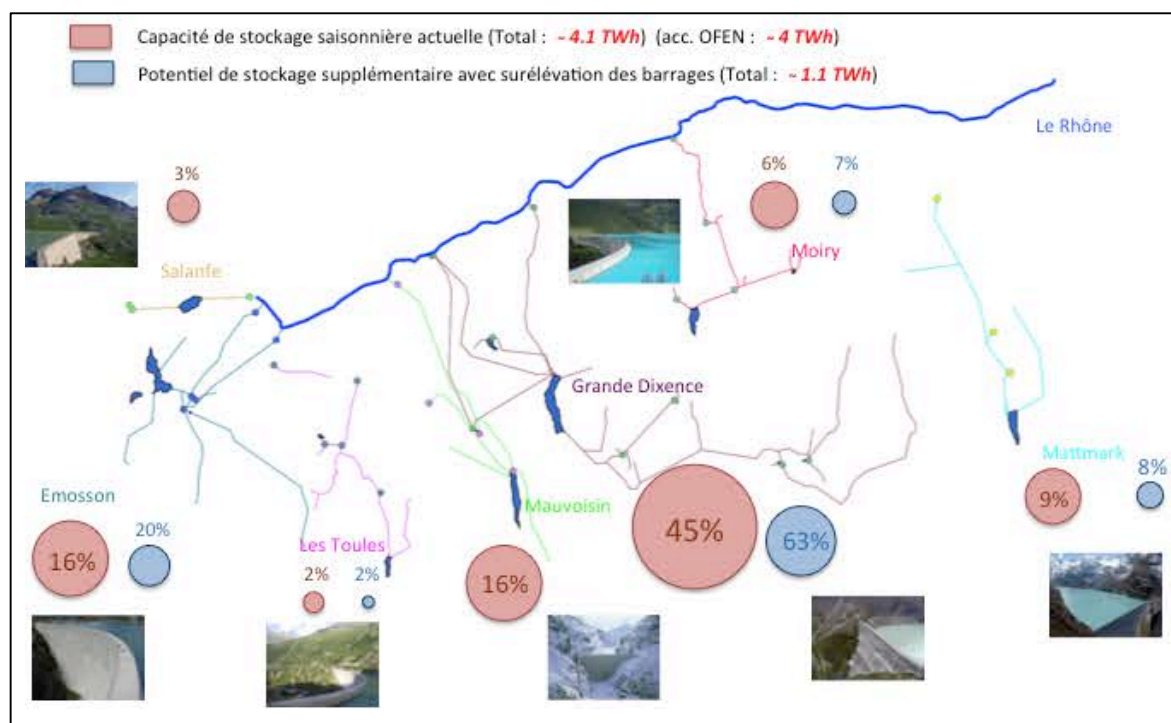 Capacité de stockage saisonnière actuelle (Total : ~ 4.1 TWh) (acc. OFEN : ~ 4 TWh)
Potentiel de stockage supplémentaire avec surélévation des barrages (Total : ~ 1.1 TWh)
Le Rhône
3%
6%
7%
Salanfe
Moiry
Grande Dixence
Emosson
Les Toules
Mauvoisin
Mattmark
16%
20%
2%
2%
16%
45%
63%
9%
8%